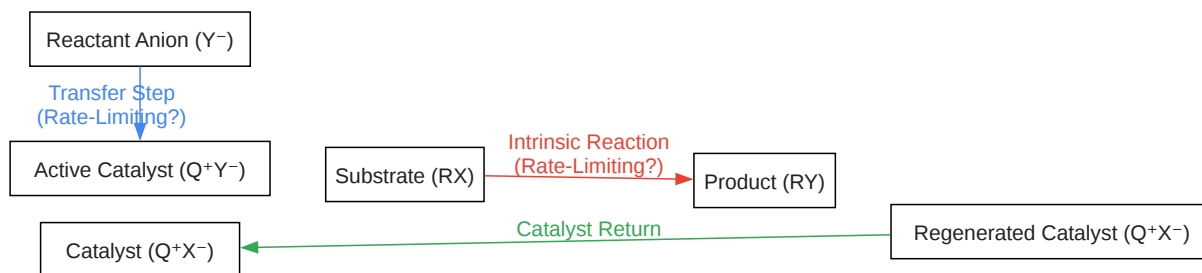 Reactant Anion (Y⁻)
Transfer Step
(Rate-Limiting?)
Active Catalyst (Q⁺Y⁻)
Substrate (RX)
Intrinsic Reaction
(Rate-Limiting?)
Product (RY)
Catalyst (Q⁺X⁻)
Catalyst Return
Regenerated Catalyst (Q⁺X⁻)